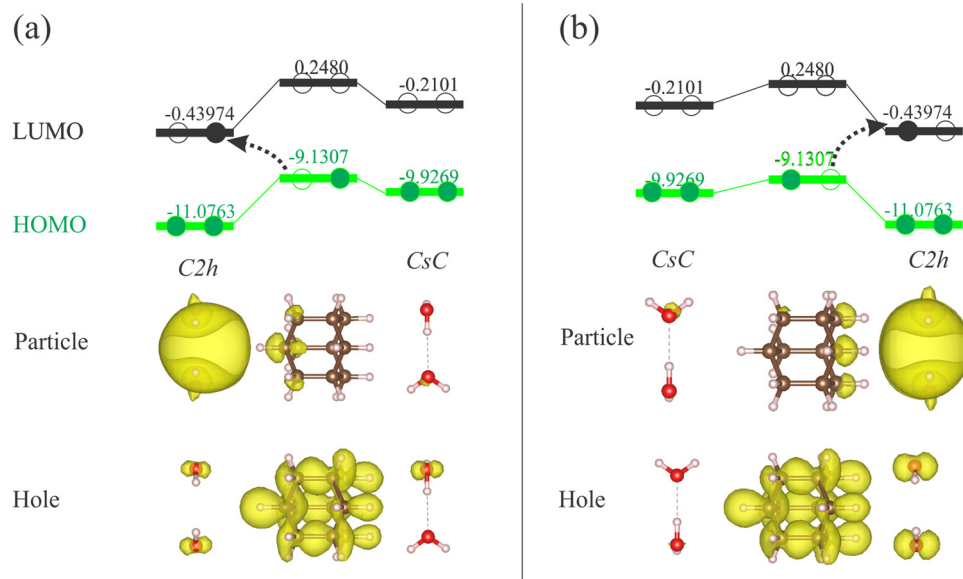 (a)
0.2480
-0.2101
-0.43974
LUMO
-9.1307
-9.9269
-11.0763
HOMO
C2h
CsC
Particle
Hole
(b)
-0.2101
0.2480
-0.43974
-9.1307
-9.9269
-11.0763
CsC
C2h
Particle
Hole